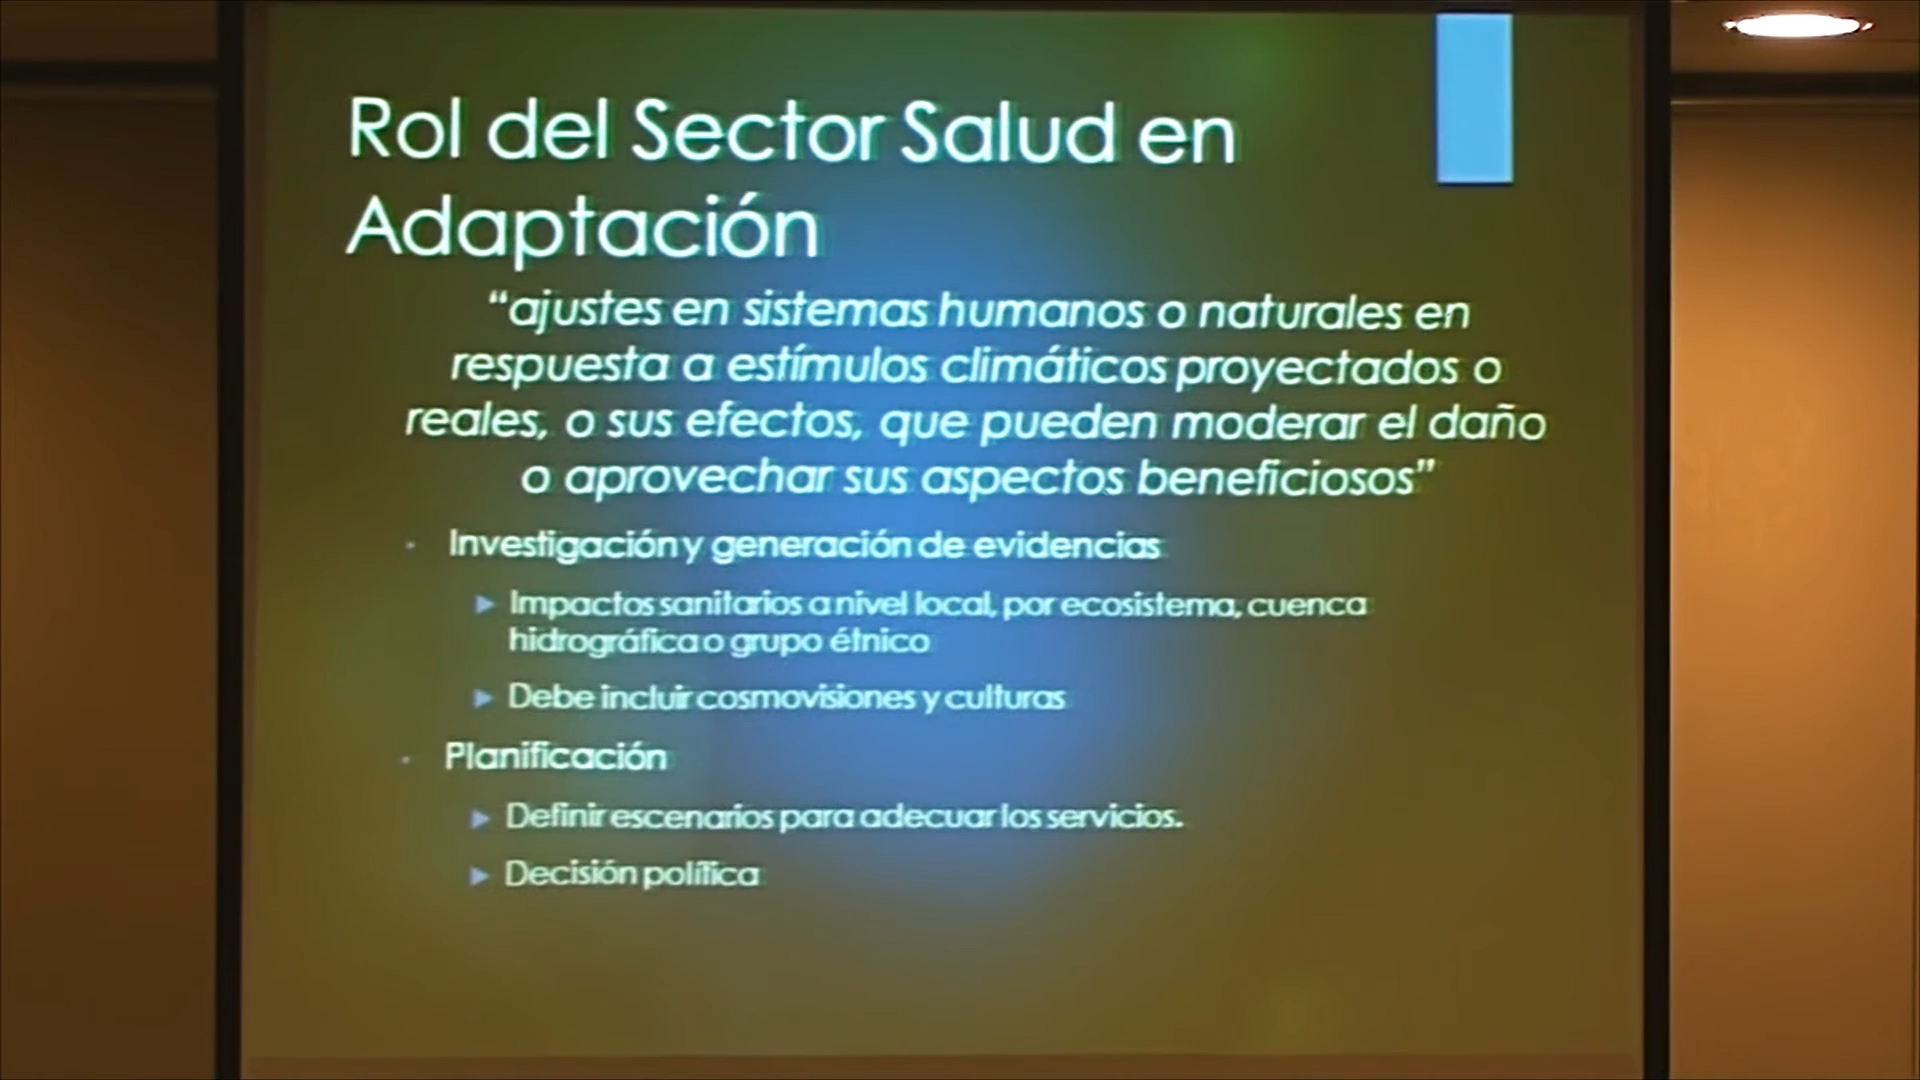 Rol del Sector Salud en
Adaptación
“ajustes en sistemas humanos o naturales en
respuesta a estímulos climáticos proyectados o
reales, o sus efectos, que pueden moderar el daño
o aprovechar sus aspectos beneficiosos”
Investigación y generación de evidencias
Impactos sanitarios a nivel local, por ecosistema, cuenca
hidrográfica o grupo étnico
Debe incluir cosmovisiones y culturas
Planificación
Definir escenarios para adecuar los servicios.
Decisión política